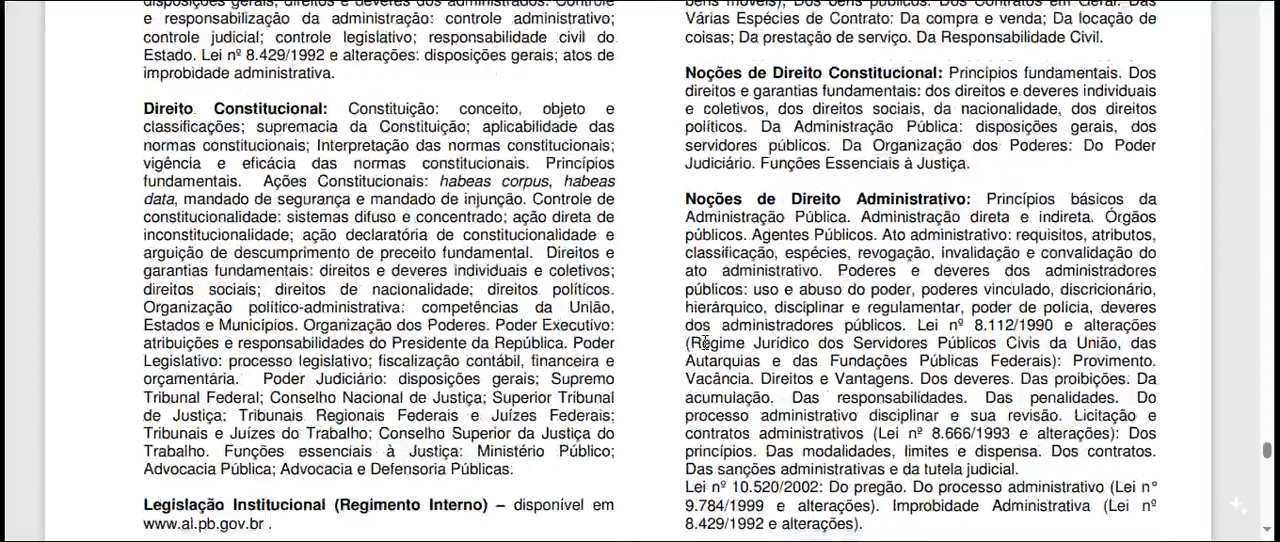 disposições gerais; direitos e deveres dos administrados. Controle
e responsabilização da administração: controle administrativo;
controle judicial; controle legislativo; responsabilidade civil do
Estado. Lei nº 8.429/1992 e alterações: disposições gerais; atos de
improbidade administrativa.
Direito Constitucional: Constituição: conceito, objeto e
classificações; supremacia da Constituição; aplicabilidade das
normas constitucionais; Interpretação das normas constitucionais;
vigência e eficácia das normas constitucionais. Princípios
fundamentais. Ações Constitucionais: habeas corpus, habeas
data, mandado de segurança e mandado de injunção. Controle de
constitucionalidade: sistemas difuso e concentrado; ação direta de
inconstitucionalidade; ação declaratória de constitucionalidade e
arguição de descumprimento de preceito fundamental. Direitos e
garantias fundamentais: direitos e deveres individuais e coletivos;
direitos sociais; direitos de nacionalidade; direitos políticos.
Organização político-administrativa: competências da União,
Estados e Municípios. Organização dos Poderes. Poder Executivo:
atribuições e responsabilidades do Presidente da República. Poder
Legislativo: processo legislativo; fiscalização contábil, financeira e
orçamentária. Poder Judiciário: disposições gerais; Supremo
Tribunal Federal; Conselho Nacional de Justiça; Superior Tribunal
de Justiça; Tribunais Regionais Federais e Juízes Federais;
Tribunais e Juízes do Trabalho; Conselho Superior da Justiça do
Trabalho. Funções essenciais à Justiça: Ministério Público;
Advocacia Pública; Advocacia e Defensoria Públicas.
Legislação Institucional (Regimento Interno) – disponível em
www.al.pb.gov.br .
bens móveis), Dos bens públicos. Dos Contratos em Geral. Das
Várias Espécies de Contrato: Da compra e venda; Da locação de
coisas; Da prestação de serviço. Da Responsabilidade Civil.
Noções de Direito Constitucional: Princípios fundamentais. Dos
direitos e garantias fundamentais: dos direitos e deveres individuais
e coletivos, dos direitos sociais, da nacionalidade, dos direitos
políticos. Da Administração Pública: disposições gerais, dos
servidores públicos. Da Organização dos Poderes: Do Poder
Judiciário. Funções Essenciais à Justiça.
Noções de Direito Administrativo: Princípios básicos da
Administração Pública. Administração direta e indireta. Órgãos
públicos. Agentes Públicos. Ato administrativo: requisitos, atributos,
classificação, espécies, revogação, invalidação e convalidação do
ato administrativo. Poderes e deveres dos administradores
públicos: uso e abuso do poder, poderes vinculado, discricionário,
hierárquico, disciplinar e regulamentar, poder de polícia, deveres
dos administradores públicos. Lei nº 8.112/1990 e alterações
(Regime Jurídico dos Servidores Públicos Civis da União, das
Autarquias e das Fundações Públicas Federais): Provimento.
Vacância. Direitos e Vantagens. Dos deveres. Das proibições. Da
acumulação. Das responsabilidades. Das penalidades. Do
processo administrativo disciplinar e sua revisão. Licitação e
contratos administrativos (Lei nº 8.666/1993 e alterações): Dos
princípios. Das modalidades, limites e dispensa. Dos contratos.
Das sanções administrativas e da tutela judicial.
Lei nº 10.520/2002: Do pregão. Do processo administrativo (Lei n°
9.784/1999 e alterações). Improbidade Administrativa (Lei nº
8.429/1992 e alterações).